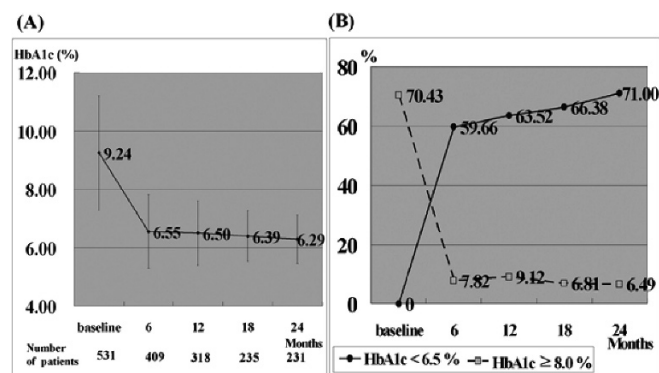 (A)
HbA1c (%)
12.00
10.00
8.00
6.00
4.00
9.24
6.55
6.50
6.39
6.29
baseline 6 12 18 24
Months
Number of patients 531 409 318 235 231
(B)
%
80
60
40
20
0
70.43
59.66
63.52
66.38
71.00
0
7.82
9.12
6.81
6.49
baseline 6 12 18 24
Months
HbA1c < 6.5 % HbA1c ≥ 8.0 %